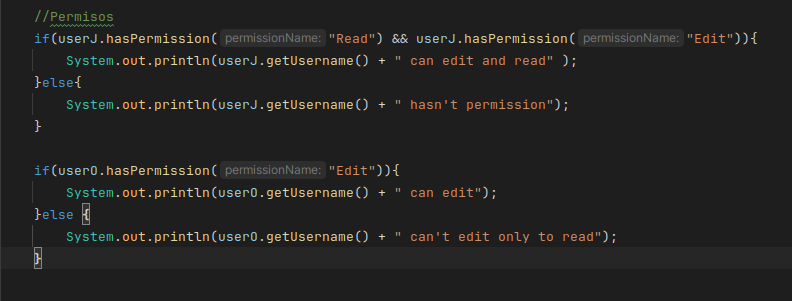 //Permisos
if(userJ.hasPermission( permissionName: "Read") && userJ.hasPermission( permissionName: "Edit")){
System.out.println(userJ.getUsername() + " can edit and read" );
}else{
System.out.println(userJ.getUsername() + " hasn't permission");
}
if(userO.hasPermission( permissionName: "Edit")){
System.out.println(userO.getUsername() + " can edit");
}else {
System.out.println(userO.getUsername() + " can't edit only to read");
}